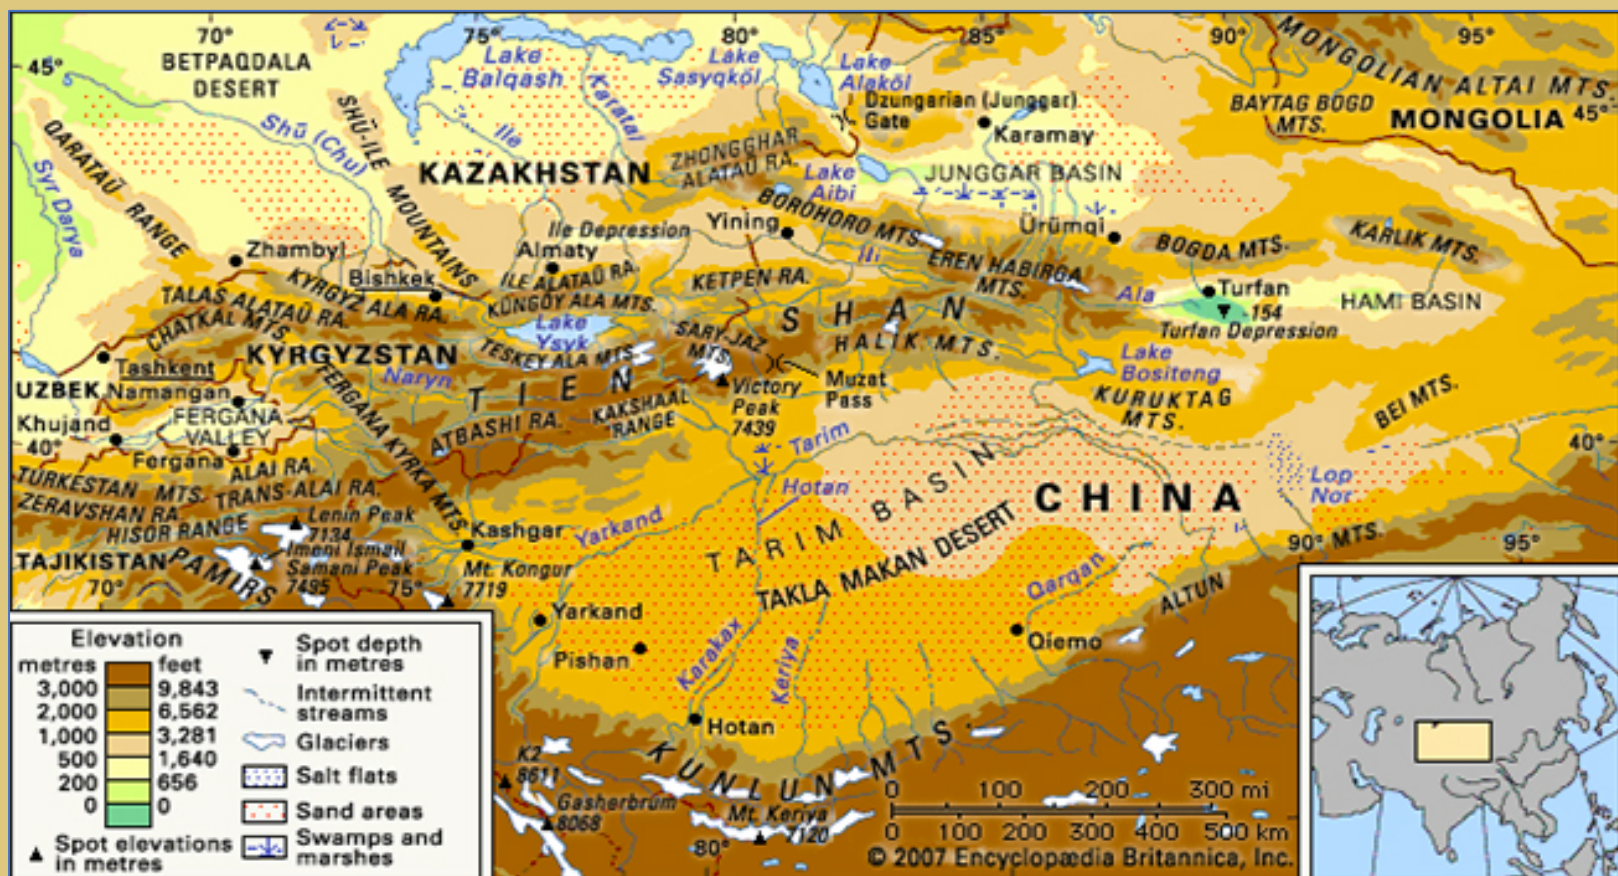 70°
75°
80°
85°
90°
95°
45°
BETPAQDALA
DESERT
Lake
Balqash
Lake
Sasyqköl
Lake
Alaköl
MONGOLIAN ALTAI MTS.
Dzungarian (Junggar)
Gate
Karamay
BAYTAG BOGD
MTS.
MONGOLIA
45°
QARATAÜ RANGE
Syr Darya
Shū (Chu)
SHŪ-ILE MOUNTAINS
Ile
Karatal
KAZAKHSTAN
ZHONGGHAR
ALATAÜ RA.
Lake
Aibi
JUNGGAR BASIN
BOROHORO MTS.
Yining
Ile Depression
Ürümqi
BOGDA MTS.
KARLIK MTS.
Zhambyl
Almaty
Ili
Bishkek
ILE ALATAÜ RA.
KETPEN RA.
EREN HABIRGA
MTS.
Ala
Turfan
-154
Turfan Depression
HAMI BASIN
TALAS ALATAÜ RA.
KYRGYZ ALA RA.
KÜNGÖY ALA MTS.
Lake
Ysyk
CHATKAL MTS.
KYRGYZSTAN
TESKEY ALA MTS.
SARY-JAZ
MTS.
TIEN SHAN
HALIK MTS.
Lake
Bositeng
Tashkent
UZBEK
Namangan
FERGANA
VALLEY
Naryn
FERGANA KYRKA MTS.
Victory
Peak
7439
Muzat
Pass
KURUKTAG
MTS.
BEI MTS.
Khujand
40°
Fergana
ALAI RA.
ATBASHI RA.
KAKSHAAL
RANGE
Tarim
40°
TURKESTAN MTS.
TRANS-ALAI RA.
ZERAVSHAN RA.
HISOR RANGE
Lenin Peak
7134
Hotan
TARIM BASIN
CHINA
Lop
Nor
TAJIKISTAN
PAMIRS
Imeni Ismail
Samani Peak
7495
Kashgar
Yarkand
TAKLA MAKAN DESERT
90°
ALTUN MTS.
95°
70°
75°
Mt. Kongur
7719
Qarqan
Yarkand
Pishan
Karakax
Keriya
Qiemo
Hotan
KUNLUN MTS.
K2
8611
Gasherbrum
8068
Mt. Keriya
7120
80°
Elevation
metres
feet
3,000
9,843
2,000
6,562
1,000
3,281
500
1,640
200
656
0
0
Spot elevations
in metres
Spot depth
in metres
Intermittent
streams
Glaciers
Salt flats
Sand areas
Swamps and
marshes
0 100 200 300 mi
0 100 200 300 400 500 km
© 2007 Encyclopædia Britannica, Inc.